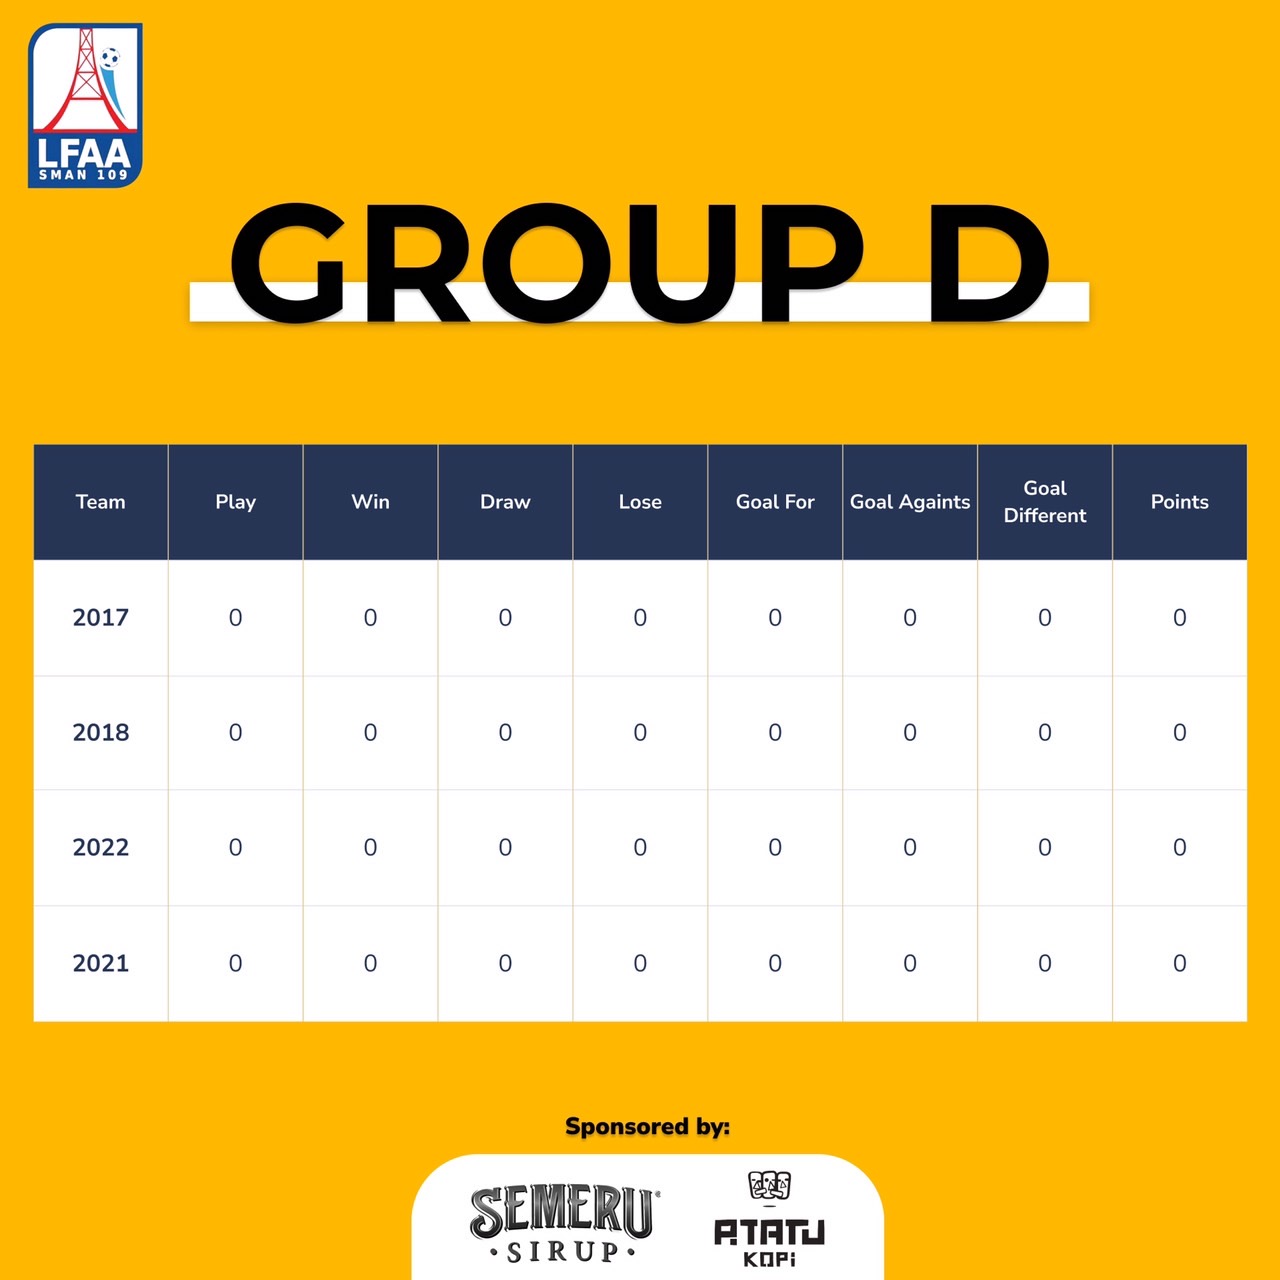 LFAA
SMAN 109
GROUP D
Team Play Win Draw Lose Goal For Goal Againts Goal Different Points
2017 0 0 0 0 0 0 0 0
2018 0 0 0 0 0 0 0 0
2022 0 0 0 0 0 0 0 0
2021 0 0 0 0 0 0 0 0
Sponsored by:
SEMERU®
• SIRUP •
ATATU
KOPi